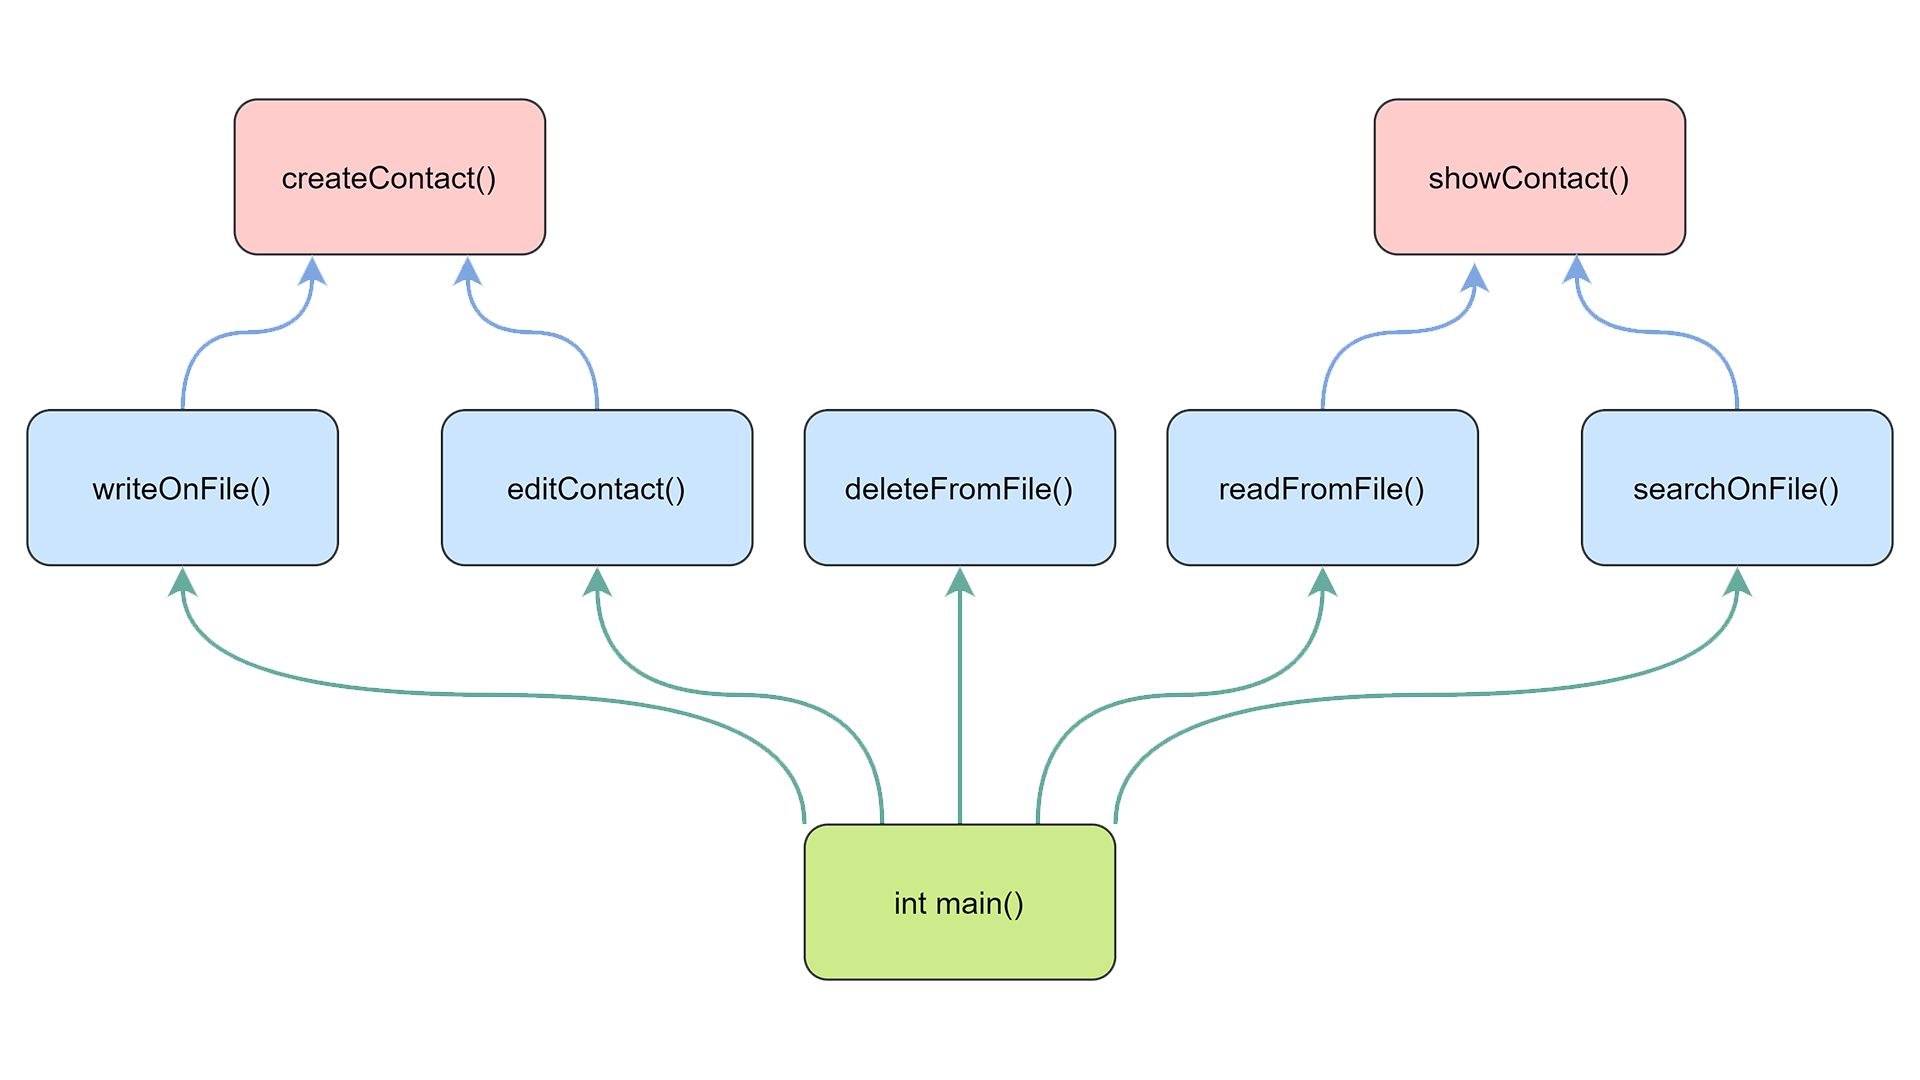 createContact()
showContact()
writeOnFile()
editContact()
deleteFromFile()
readFromFile()
searchOnFile()
int main()